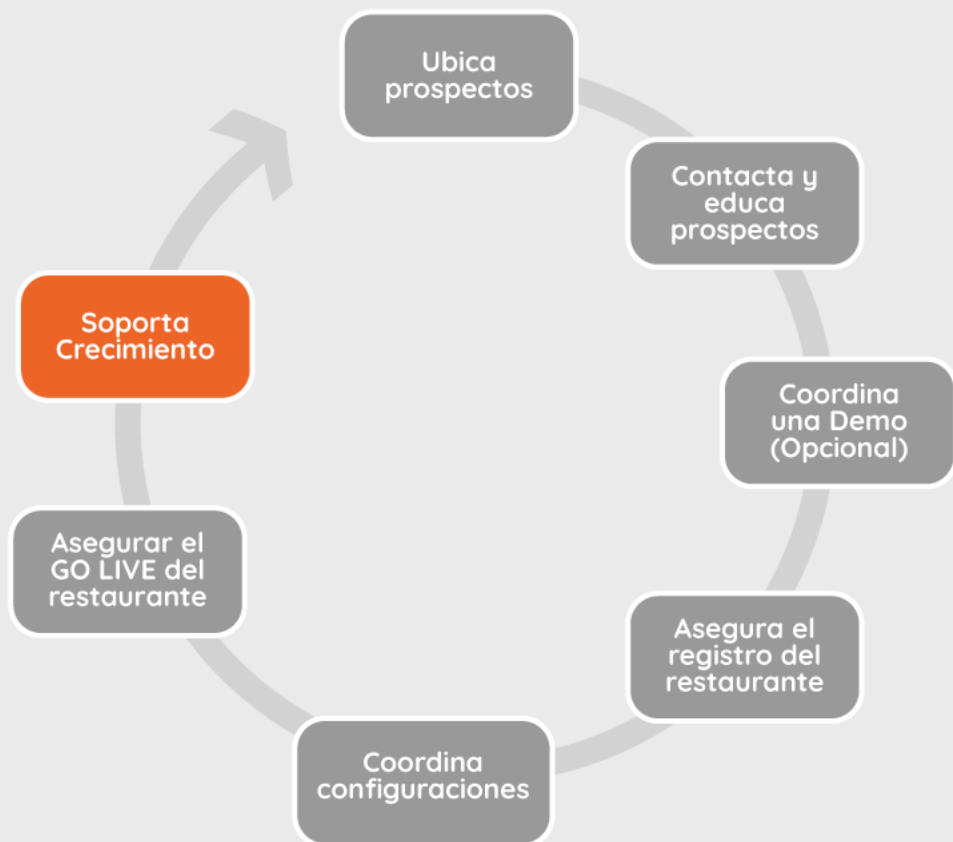 Ubica
prospectos
Contacta y
educa
prospectos
Coordina
una Demo
(Opcional)
Asegura el
registro del
restaurante
Coordina
configuraciones
Asegurar el
GO LIVE del
restaurante
Soporta
Crecimiento